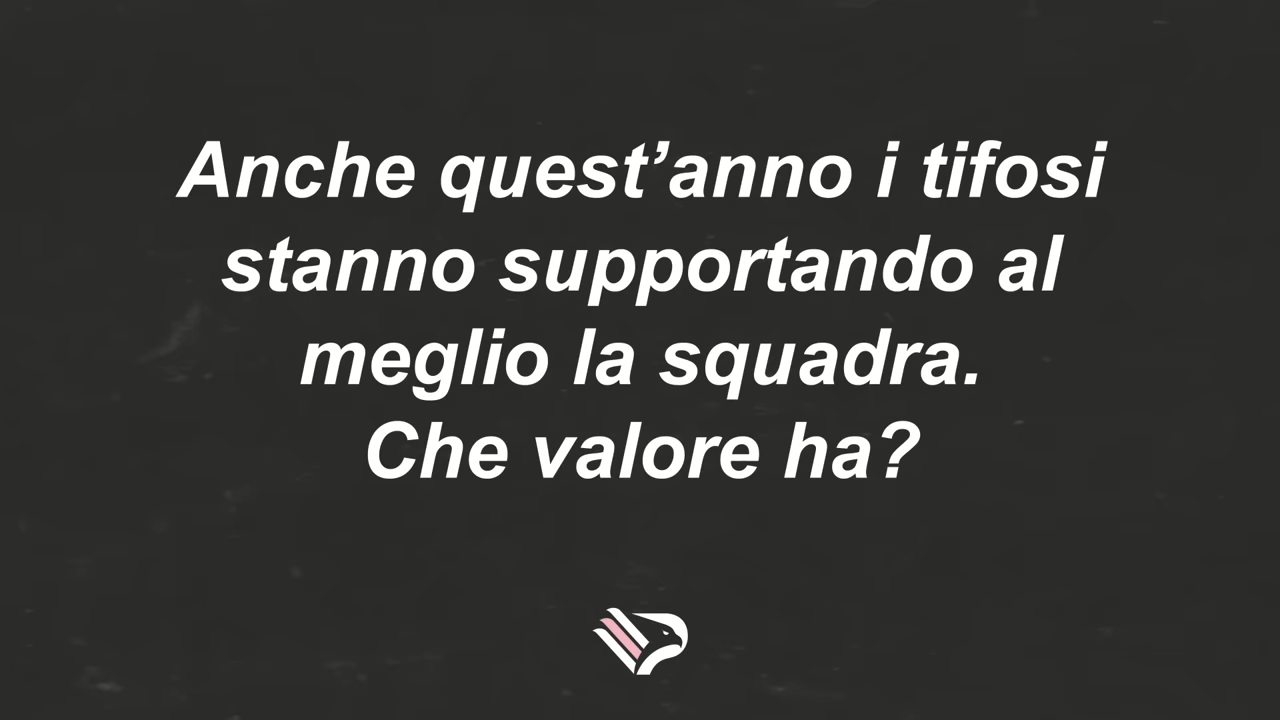 Anche quest’anno i tifosi
stanno supportando al
meglio la squadra.
Che valore ha?